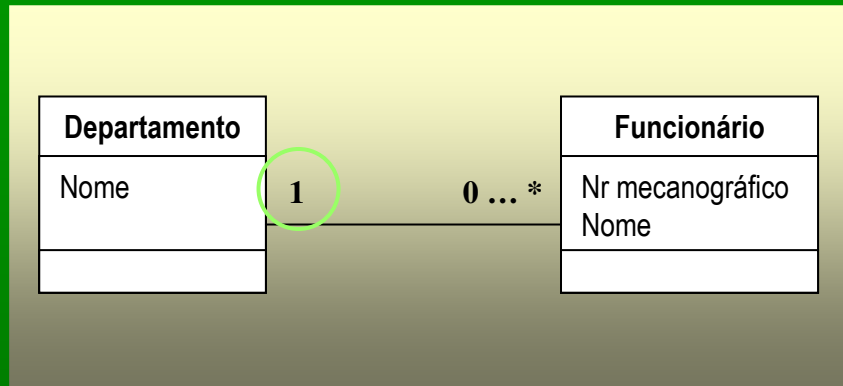 Departamento
Nome
1
0 … *
Funcionário
Nr mecanográfico
Nome